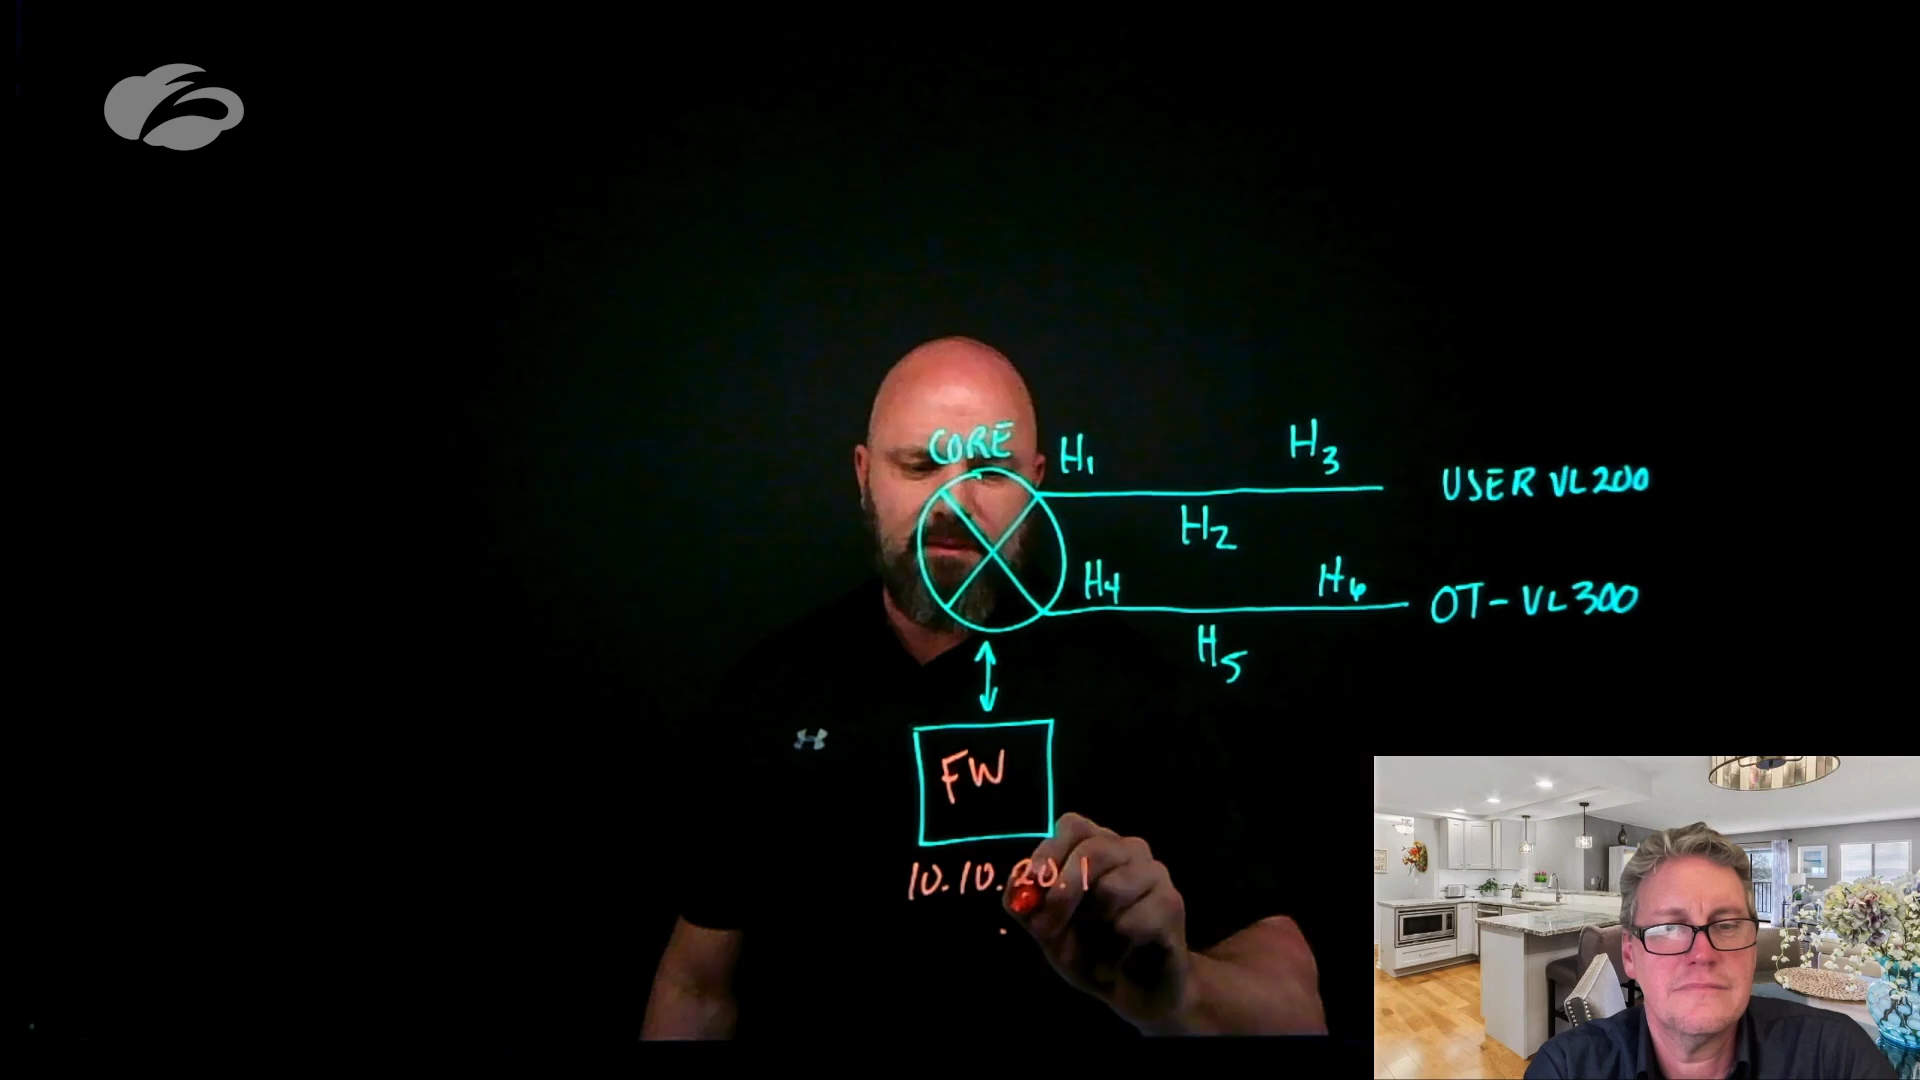 CORE
H1
H3
USER VL200
H2
H4
H6
OT-VL300
H5
FW
10.10.20.1